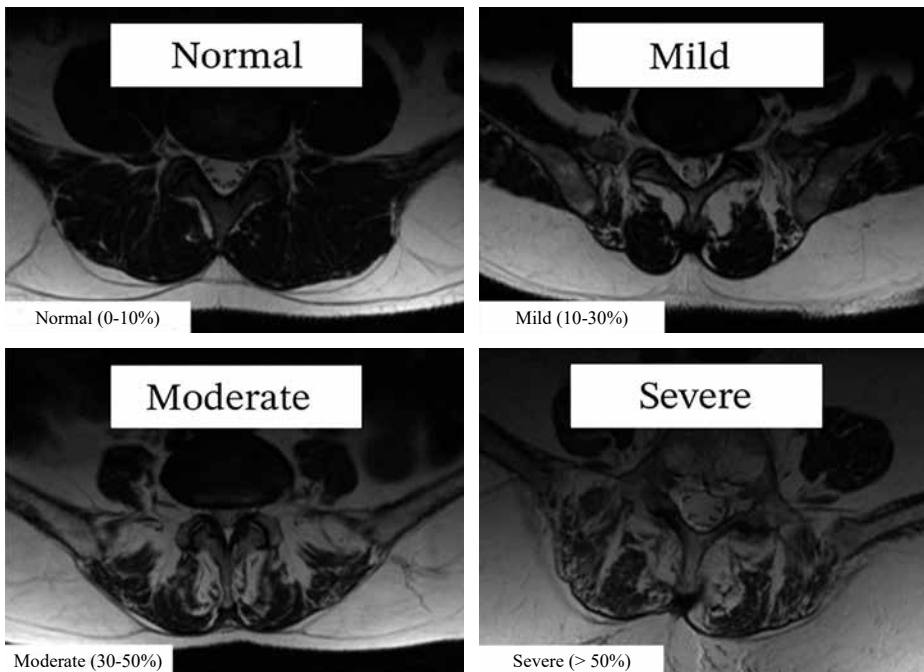 Normal
Mild
Normal (0-10%)
Mild (10-30%)
Moderate
Severe
Moderate (30-50%)
Severe (> 50%)